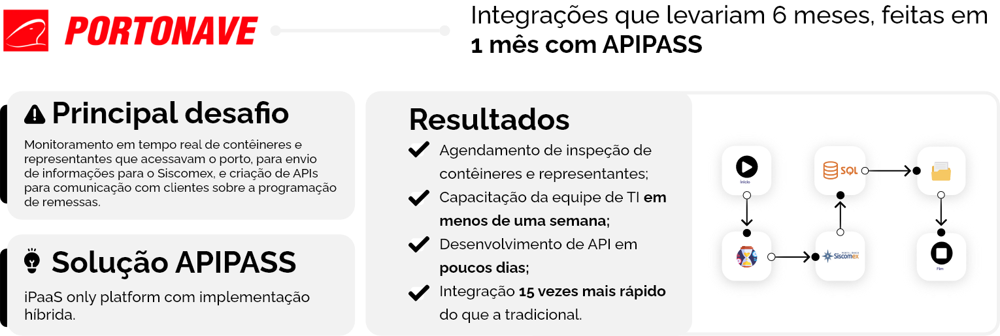 PORTONAVE
Integrações que levariam 6 meses, feitas em
1 mês com APIPASS
Principal desafio
Monitoramento em tempo real de contêineres e
representantes que acessavam o porto, para envio
de informações para o Siscomex, e criação de APIs
para comunicação com clientes sobre a programação
de remessas.
Solução APIPASS
iPaaS only platform com implementação
híbrida.
Resultados
Agendamento de inspeção de
contêineres e representantes;
Capacitação da equipe de TI em
menos de uma semana;
Desenvolvimento de API em
poucos dias;
Integração 15 vezes mais rápido
do que a tradicional.
Início
SQL
PORTAL ÚNICO
Siscomex
Fim